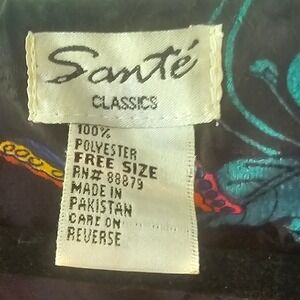 Santé
CLASSICS
100%
POLYESTER
FREE SIZE
RN# 88879
MADE IN
PAKISTAN
CARE ON
REVERSE